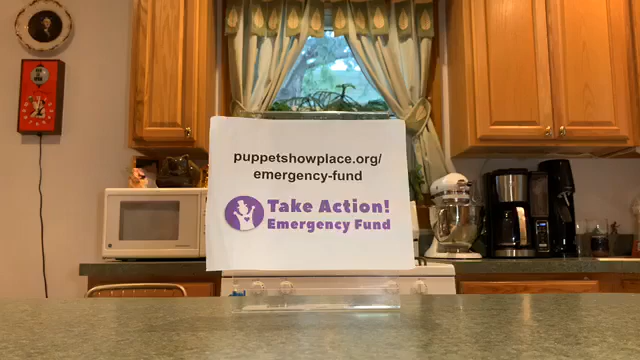 puppetshowplace.org/
emergency-fund
Take Action!
Emergency Fund